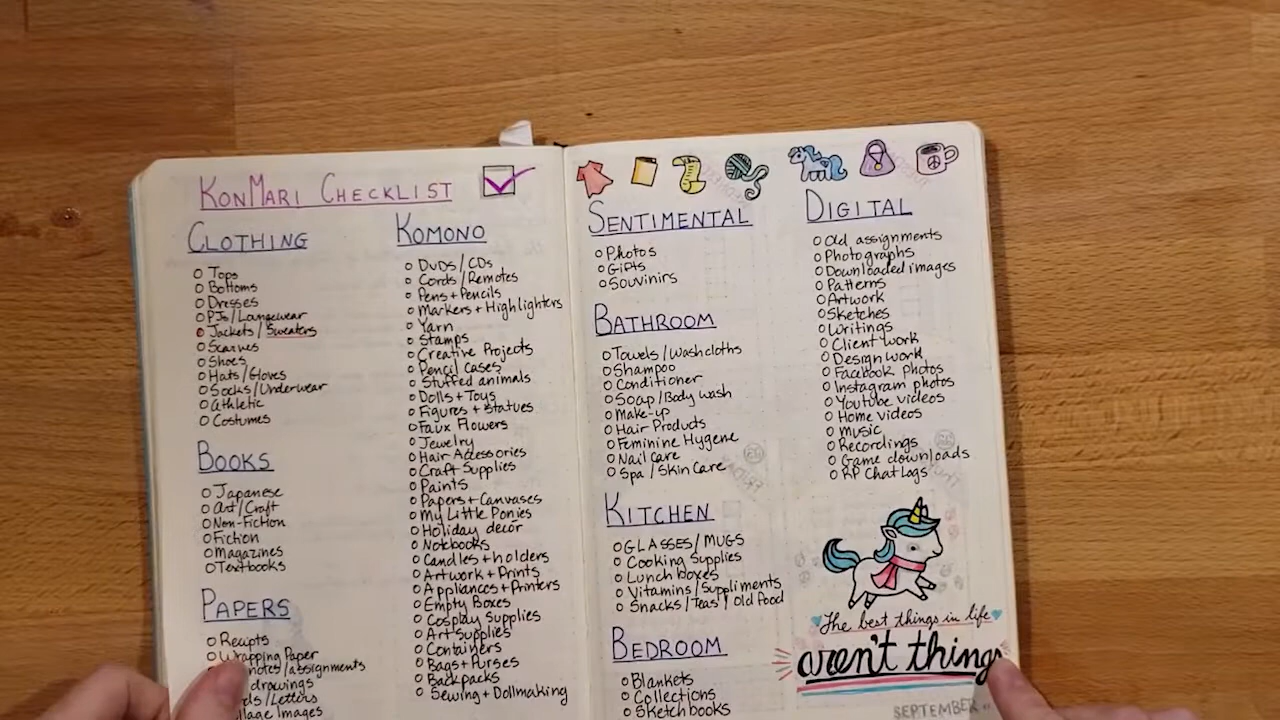 KONMARI CHECKLIST
CLOTHING
Tops
Bottoms
Dresses
PJs/Loungewear
Jackets/Sweaters
Scarves
Shoes
Hats/Gloves
Socks/Underwear
Athletic
Costumes
BOOKS
Japanese
Art/Craft
Non-Fiction
Fiction
Magazines
Textbooks
PAPERS
Reciepts
Wrapping Paper
notes/assignments
drawings
/Letters
Images
KOMONO
DVDs/CDs
Cords/Remotes
Pens+Pencils
Markers+Highlighters
Yarn
Stamps
Creative Projects
Pencil Cases
Stuffed animals
Dolls+Toys
Figures+Statues
Faux Flowers
Jewelry
Hair Accessories
Craft Supplies
Paints
Papers+Canvases
My Little Ponies
Holiday decor
Notebooks
Candles+holders
Artwork+Prints
Appliances+Printers
Empty Boxes
Cosplay Supplies
Art Supplies
Containers
Bags+Purses
Backpacks
Sewing+Dollmaking
SENTIMENTAL
Photos
Gifts
Souvinirs
BATHROOM
Towels/Washcloths
Shampoo
Conditioner
Soap/Body wash
Make-up
Hair Products
Feminine Hygene
Nail Care
Spa/Skin Care
KITCHEN
GLASSES/MUGS
Cooking Supplies
Lunch boxes
Vitamins/Suppliments
Snacks/Teas/Old Food
BEDROOM
Blankets
Collections
Sketchbooks
DIGITAL
Old assignments
Photographs
Downloaded images
Patterns
Artwork
Sketches
Writings
Client work
Design work
Facebook photos
Instagram photos
Youtube videos
Home videos
music
Recordings
Game downloads
RP Chat Logs
The best things in life
aren't things
SEPTEMBER